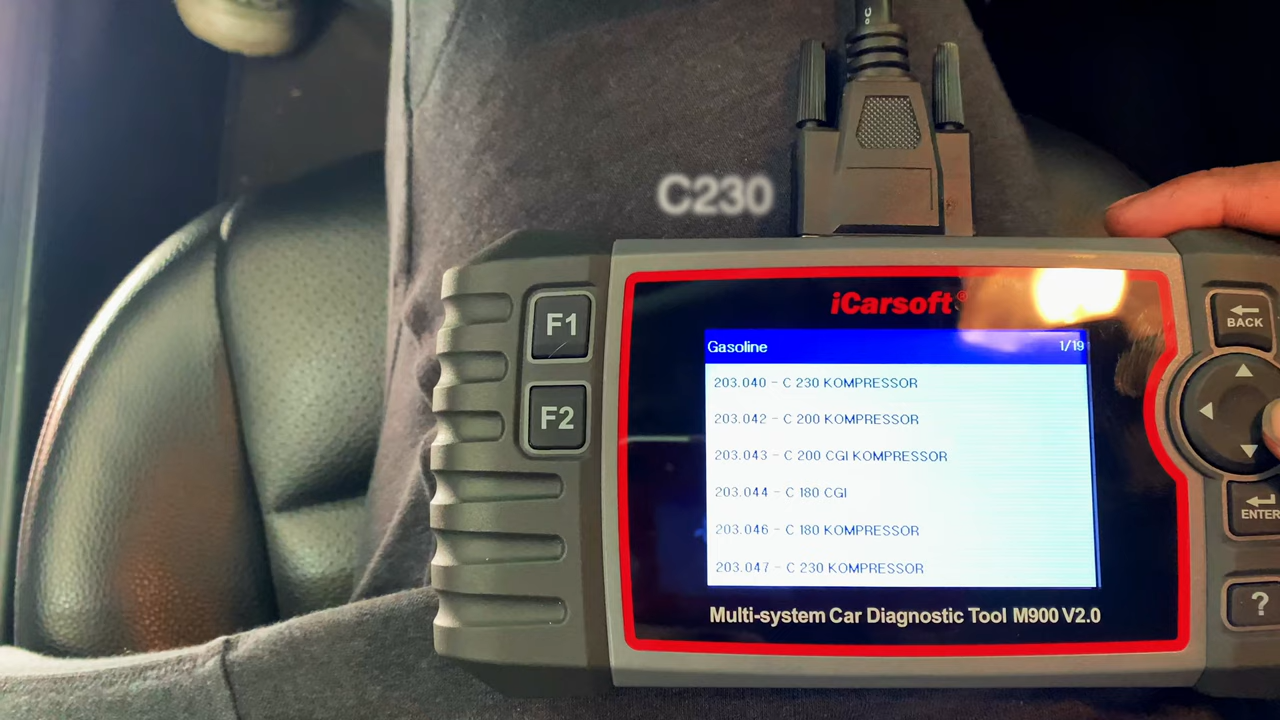 °C
C230
F1
F2
iCarsoft®
Gasoline 1/19
203.040 - C 230 KOMPRESSOR
203.042 - C 200 KOMPRESSOR
203.043 - C 200 CGI KOMPRESSOR
203.044 - C 180 CGI
203.046 - C 180 KOMPRESSOR
203.047 - C 230 KOMPRESSOR
Multi-system Car Diagnostic Tool M900 V2.0
BACK
ENTER
?